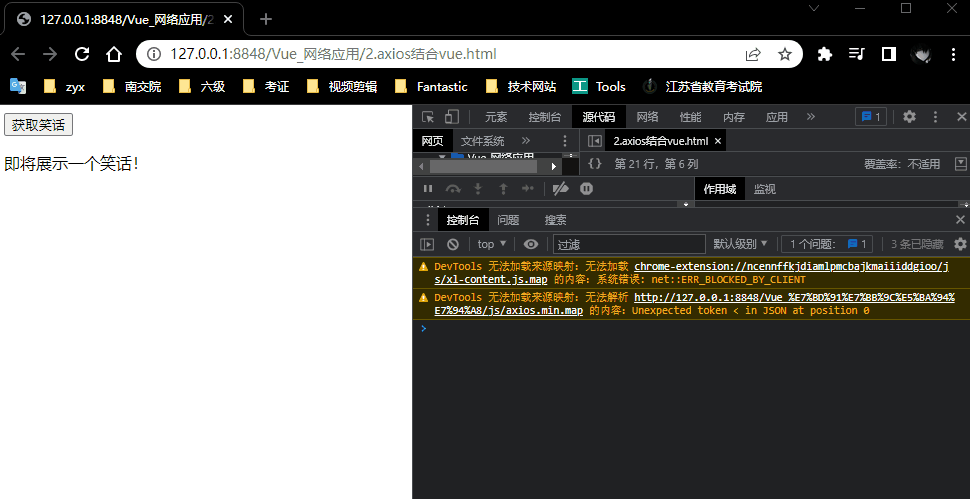 127.0.0.1:8848/Vue_网络应用/2
127.0.0.1:8848/Vue_网络应用/2.axios结合vue.html
zyx 南交院 六级 考证 视频剪辑 Fantastic 技术网站 Tools 江苏省教育考试院
获取笑话
即将展示一个笑话！
元素 控制台 源代码 网络 性能 内存 应用 » 1
网页 文件系统 » 2.axios结合vue.html ×
Vue_网络应用
{ } 第 21 行，第 6 列 覆盖率：不适用
作用域 监视
控制台 问题 搜索
top 过滤 默认级别 1 个问题： 1 3 条已隐藏
DevTools 无法加载来源映射：无法加载 chrome-extension://ncennffkjdiamlpmcbajkmaiiiddgioo/j
s/xl-content.js.map 的内容：系统错误：net::ERR_BLOCKED_BY_CLIENT
DevTools 无法加载来源映射：无法解析 http://127.0.0.1:8848/Vue_%E7%BD%91%E7%BB%9C%E5%BA%94%
E7%94%A8/js/axios.min.map 的内容：Unexpected token < in JSON at position 0
>